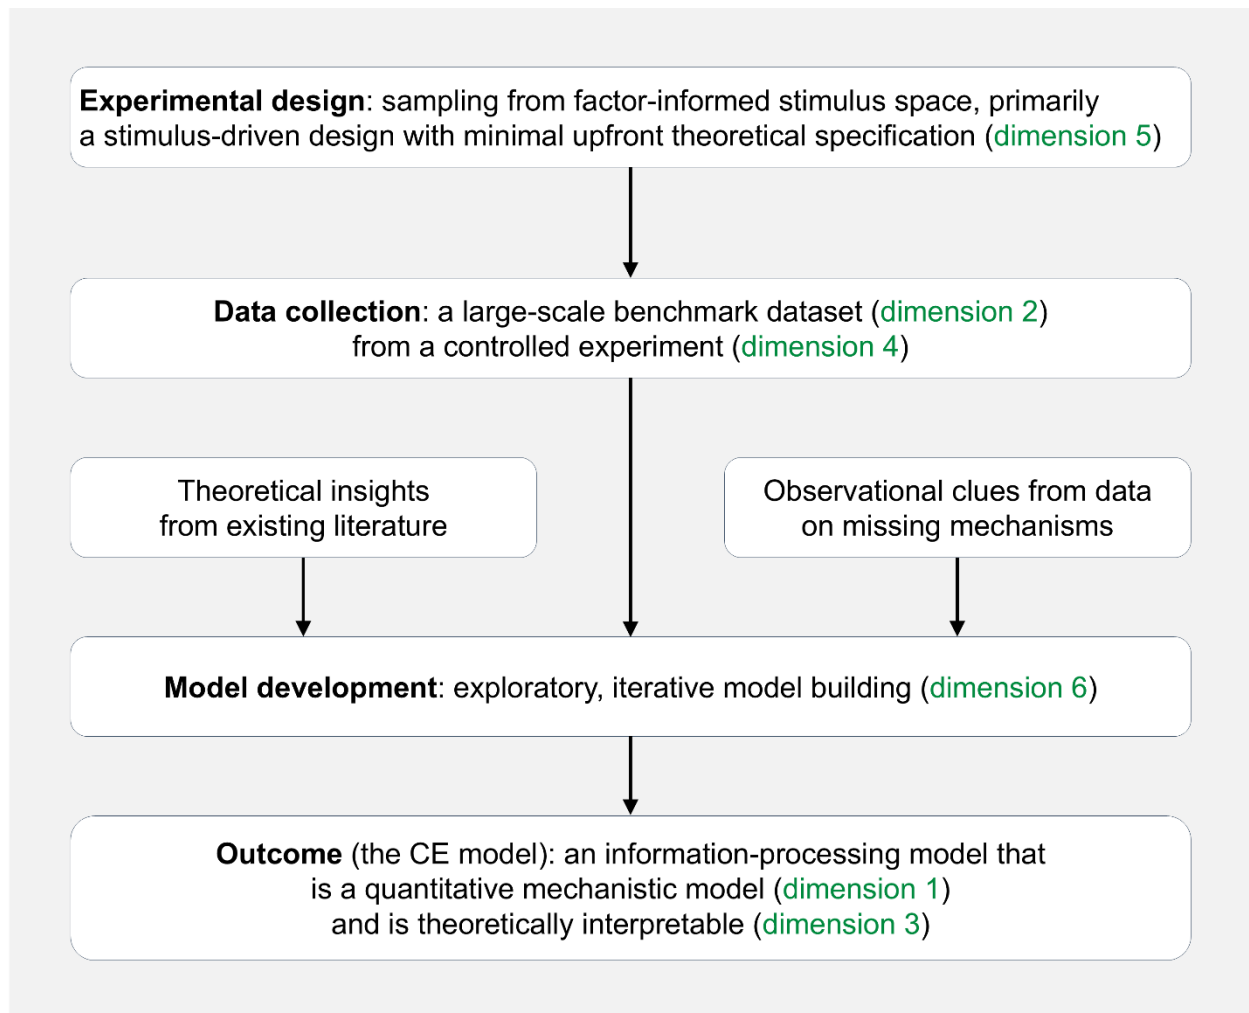 Experimental design: sampling from factor-informed stimulus space, primarily
a stimulus-driven design with minimal upfront theoretical specification (dimension 5)
Data collection: a large-scale benchmark dataset (dimension 2)
from a controlled experiment (dimension 4)
Theoretical insights
from existing literature
Observational clues from data
on missing mechanisms
Model development: exploratory, iterative model building (dimension 6)
Outcome (the CE model): an information-processing model that
is a quantitative mechanistic model (dimension 1)
and is theoretically interpretable (dimension 3)